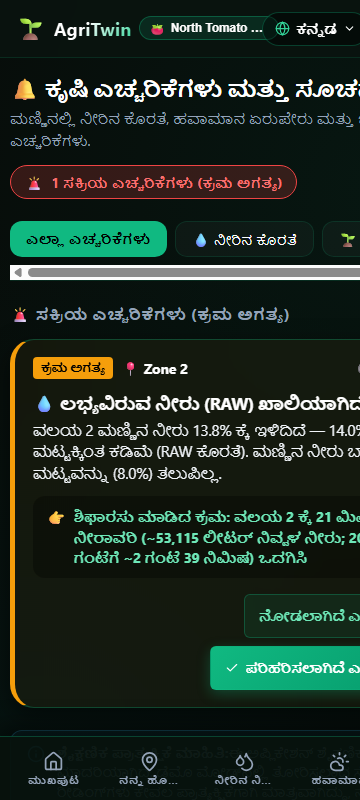 AgriTwin
North Tomato ...
ಕನ್ನಡ
ಕೃಷಿ ಎಚ್ಚರಿಕೆಗಳು ಮತ್ತು
ಮಣ್ಣಿನಲ್ಲಿ ನೀರಿನ ಕೊರತೆ, ಹವಾಮಾನ ಏರುಪೇರು ಮತ್ತು
ಎಚ್ಚರಿಕೆಗಳು.
1 ಸಕ್ರಿಯ ಎಚ್ಚರಿಕೆಗಳು (ಕ್ರಮ ಅಗತ್ಯ)
ಎಲ್ಲಾ ಎಚ್ಚರಿಕೆಗಳು
ನೀರಿನ ಕೊರತೆ
ಸಕ್ರಿಯ ಎಚ್ಚರಿಕೆಗಳು (ಕ್ರಮ ಅಗತ್ಯ)
ಕ್ರಮ ಅಗತ್ಯ
Zone 2
ಲಭ್ಯವಿರುವ ನೀರು (RAW) ಖಾಲಿಯಾಗಿದೆ
ವಲಯ 2 ಮಣ್ಣಿನ ನೀರು 13.8% ಕ್ಕೆ ಇಳಿದಿದೆ — 14.0%
ಮಟ್ಟಕ್ಕಿಂತ ಕಡಿಮೆ (RAW ಕೊರತೆ). ಮಣ್ಣಿನ ನೀರು
ಮಟ್ಟವನ್ನು (8.0%) ತಲುಪಿಲ್ಲ.
ಶಿಫಾರಸು ಮಾಡಿದ ಕ್ರಮ: ವಲಯ 2 ಕ್ಕೆ 21
ನೀರಾವರಿ (~53,115 ಲೀಟರ್ ನಿವ್ವಳ ನೀರು;
ಗಂಟೆಗೆ ~2 ಗಂಟೆ 39 ನಿಮಿಷ) ಒದಗಿಸಿ
ನೋಡಲಾಗಿದೆ
ಪರಿಹರಿಸಲಾಗಿದೆ
ಮುಖಪುಟ
ನನ್ನ ಹೊ...
ನೀರಿನ ನಿ...
ಹವಾಮಾನ